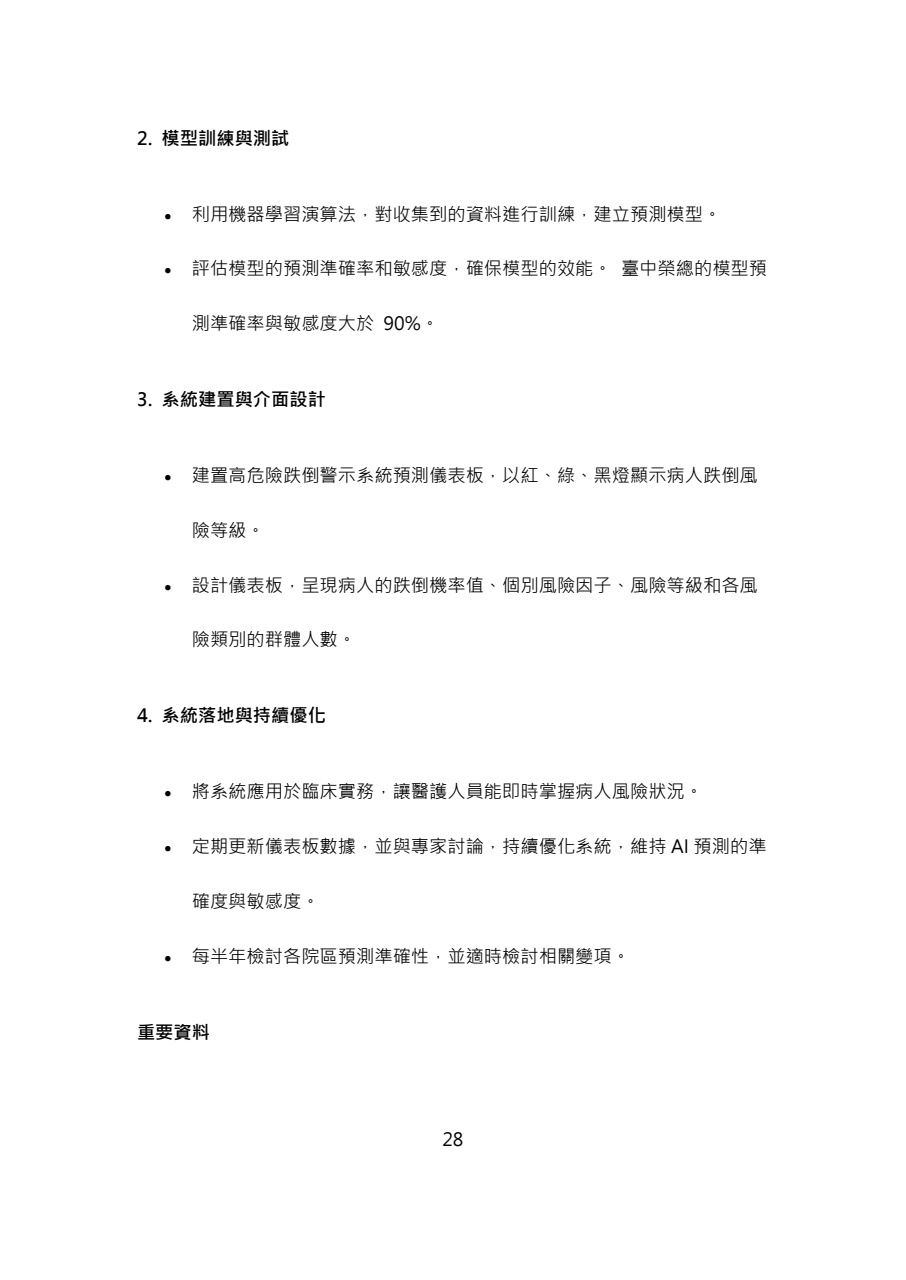 2. 模型訓練與測試
● 利用機器學習演算法，對收集到的資料進行訓練，建立預測模型。
● 評估模型的預測準確率和敏感度，確保模型的效能。 臺中榮總的模型預
測準確率與敏感度大於 90%。
3. 系統建置與介面設計
● 建置高危險跌倒警示系統預測儀表板，以紅、綠、黑燈顯示病人跌倒風
險等級。
● 設計儀表板，呈現病人的跌倒機率值、個別風險因子、風險等級和各風
險類別的群體人數。
4. 系統落地與持續優化
● 將系統應用於臨床實務，讓醫護人員能即時掌握病人風險狀況。
● 定期更新儀表板數據，並與專家討論，持續優化系統，維持 AI 預測的準
確度與敏感度。
● 每半年檢討各院區預測準確性，並適時檢討相關變項。
重要資料
28